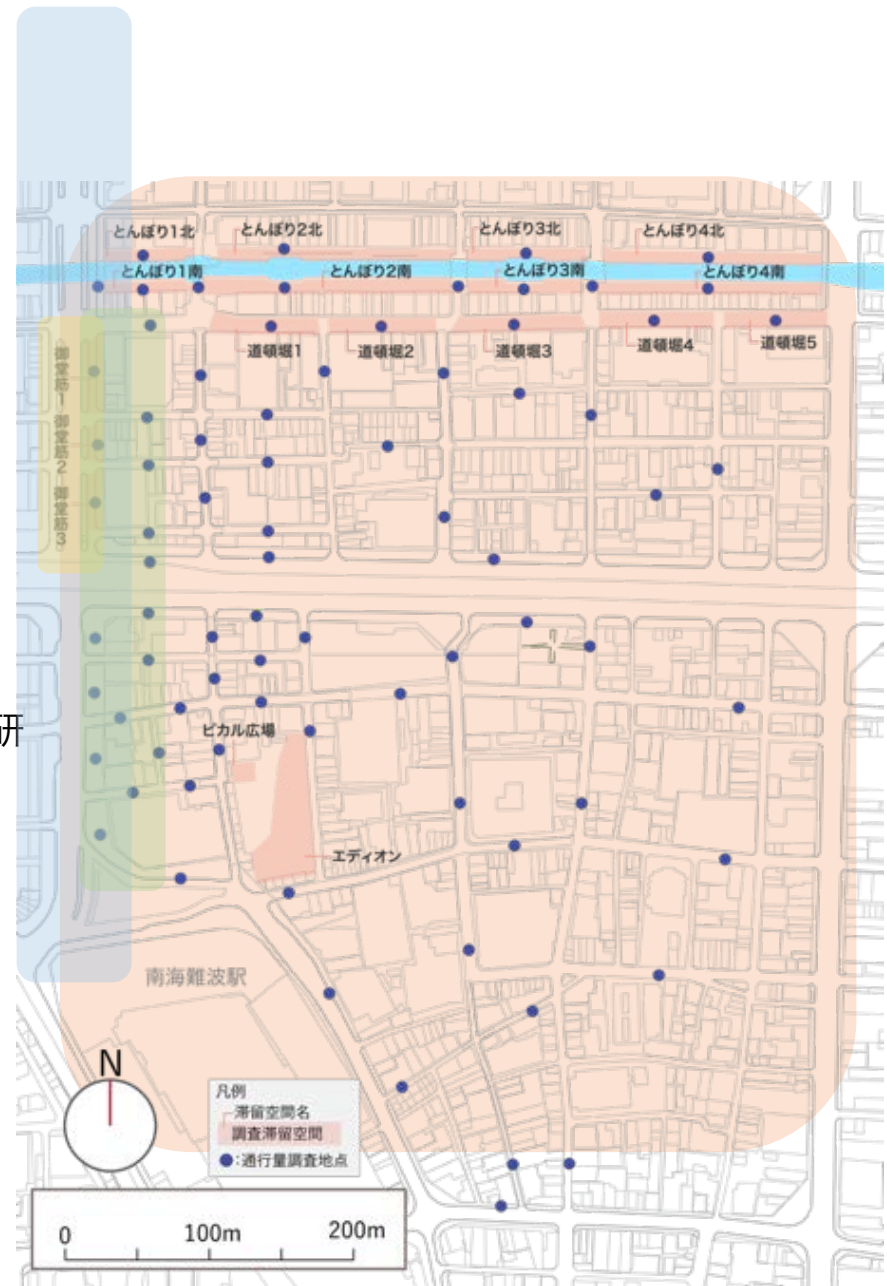 とんぼり1北
とんぼり2北
とんぼり3北
とんぼり4北
とんぼり1南
とんぼり2南
とんぼり3南
とんぼり4南
道頓堀1
道頓堀2
道頓堀3
道頓堀4
道頓堀5
御堂筋1
御堂筋2
御堂筋3
研
ピカル広場
エディオン
南海難波駅
N
凡例
滞留空間名
調査滞留空間
:通行量調査地点
0
100m
200m